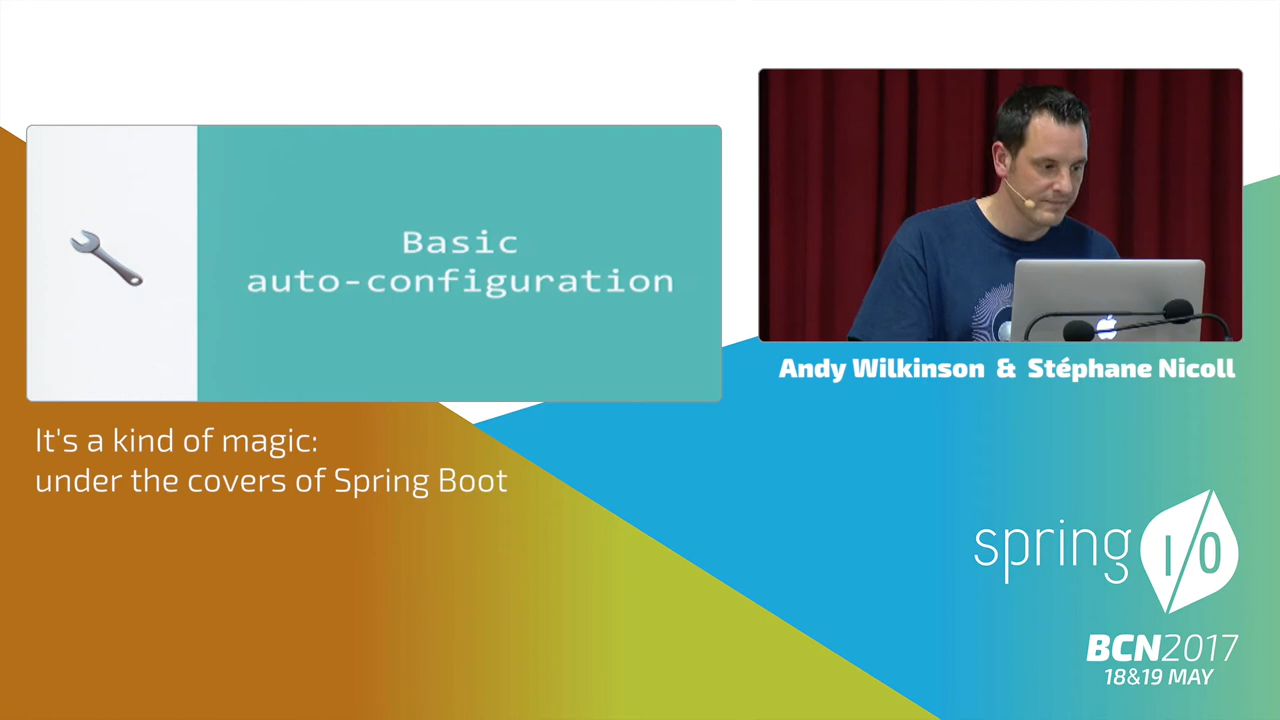 Basic
auto-configuration
Andy Wilkinson & Stéphane Nicoll
It's a kind of magic:
under the covers of Spring Boot
spring I/O
BCN2017
18&19 MAY